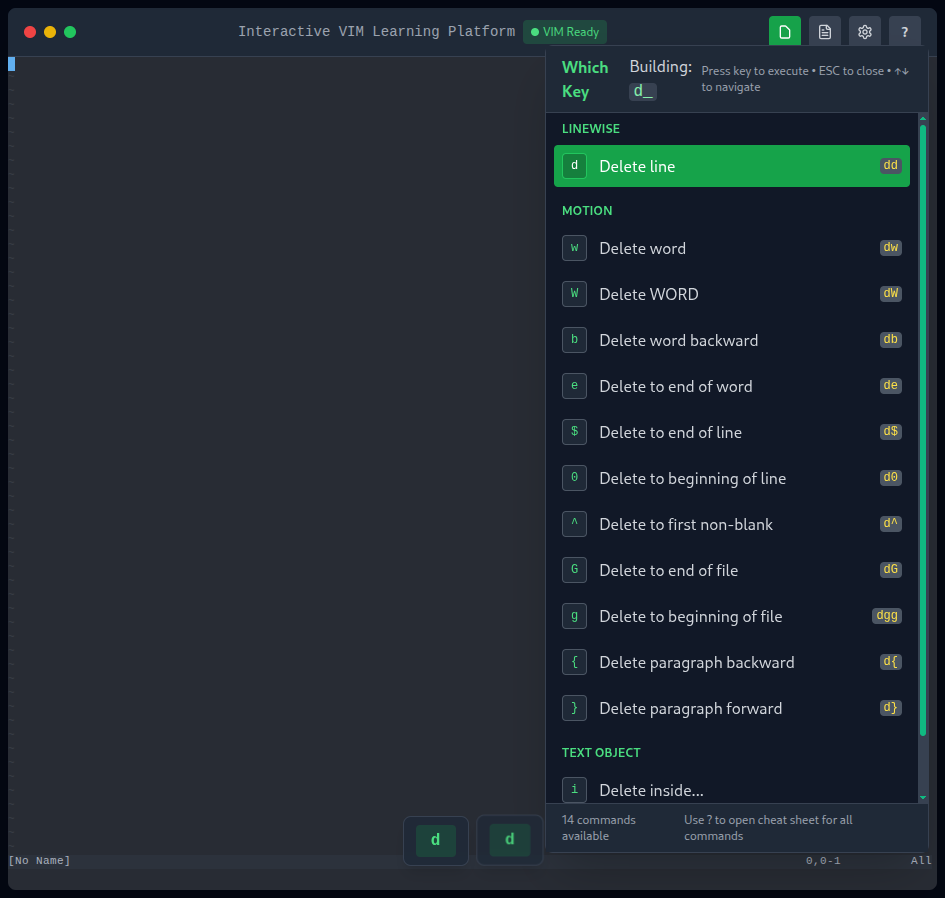 Interactive VIM Learning Platform
VIM Ready
?
Which Key
Building: d_
Press key to execute • ESC to close • ↑↓ to navigate
LINEWISE
d Delete line dd
MOTION
w Delete word dw
W Delete WORD dW
b Delete word backward db
e Delete to end of word de
$ Delete to end of line d$
0 Delete to beginning of line d0
^ Delete to first non-blank d^
G Delete to end of file dG
g Delete to beginning of file dgg
{ Delete paragraph backward d{
} Delete paragraph forward d}
TEXT OBJECT
i Delete inside...
14 commands available
Use ? to open cheat sheet for all commands
d d
[No Name] 0,0-1 All